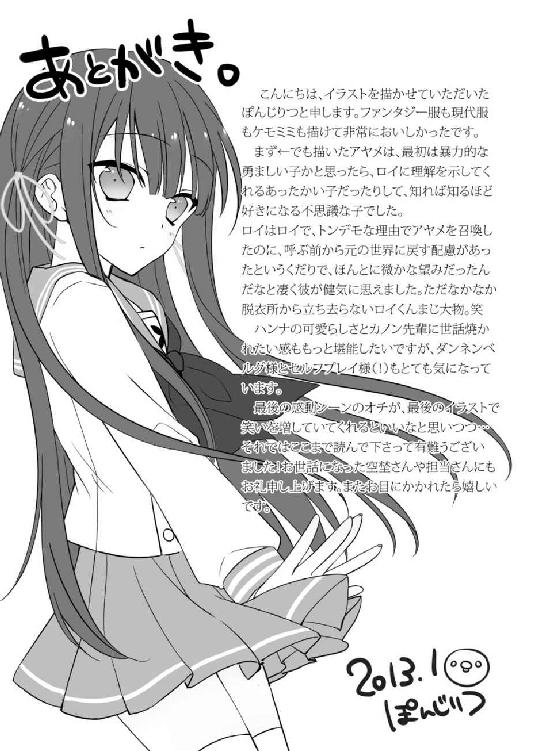 あとがき。
こんにちは、イラストを描かせていただいた
ぽんじりつと申します。ファンタジー服も現代服
もケモミミも描けて非常においしかったです。
まず←でも描いたアヤメは、最初は暴力的な
勇ましい子かと思ったら、ロイに理解を示してく
れるあったかい子だったりして、知れば知るほど
好きになる不思議な子でした。
ロイはロイで、トンデモな理由でアヤメを召喚し
たのに、呼ぶ前から元の世界に戻す配慮があっ
たというくだりで、ほんとに微かな望みだったん
だなと凄く彼が健気に思えました。ただなかなか
脱衣所から立ち去らないロイくんまじ大物。笑
ハンナの可愛らしさとカノン先輩に世話焼か
れたい感ももっと堪能したいですが、ダンネンベ
ルグ様とセルフプレイ様(!)もとても気になって
います。
最後の感動シーンのオチが、最後のイラストで
笑いを増していてくれるといいなと思いつつ…
それではここまで読んで下さって有難うござい
ました!お世話になった空埜さんや担当さんにも
お礼申し上げます。またお目にかかれたら嬉しい
です。
2013.1
ぽんじりつ